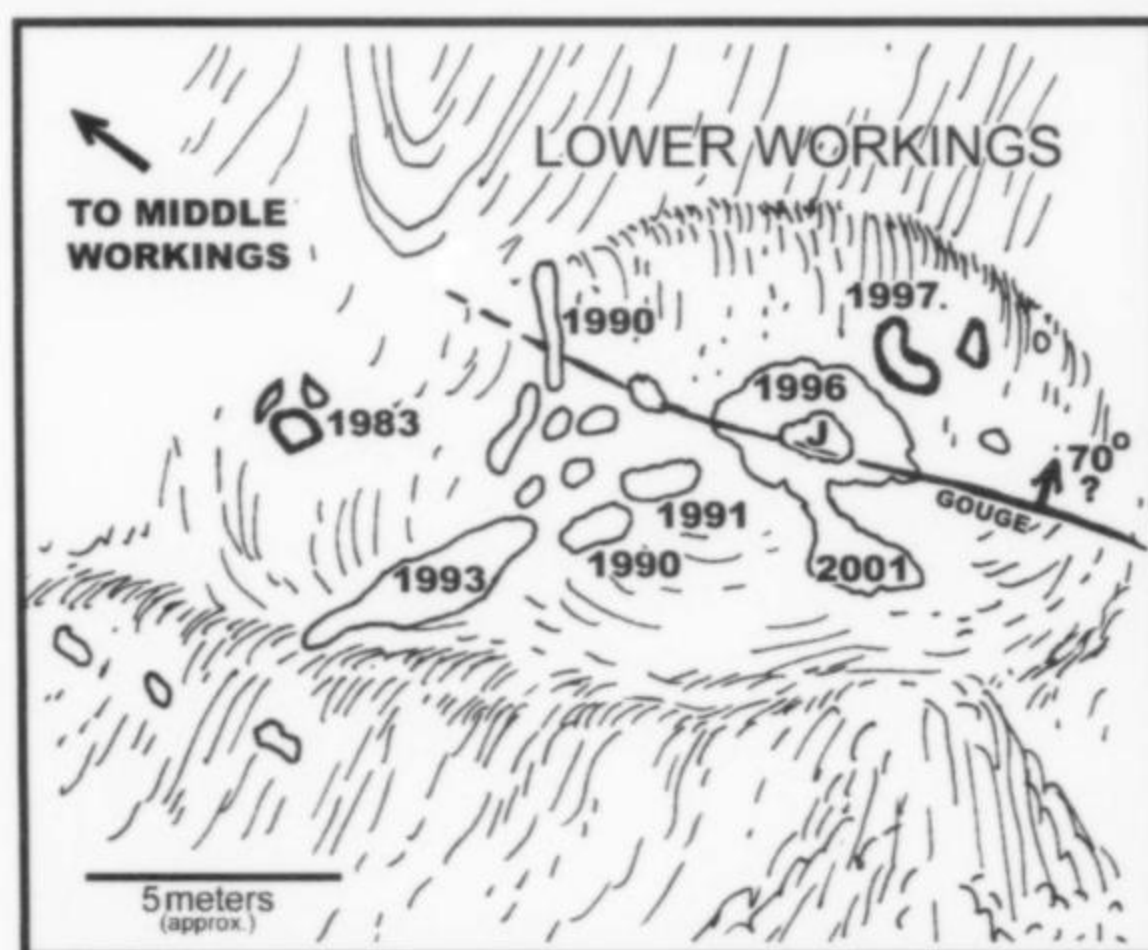 LOWER WORKINGS
TO MIDDLE
WORKINGS
1990
1997.
1996
J
1983
70°
?
GOUGE
1991
1990
1993
2001
5 meters
(approx.)